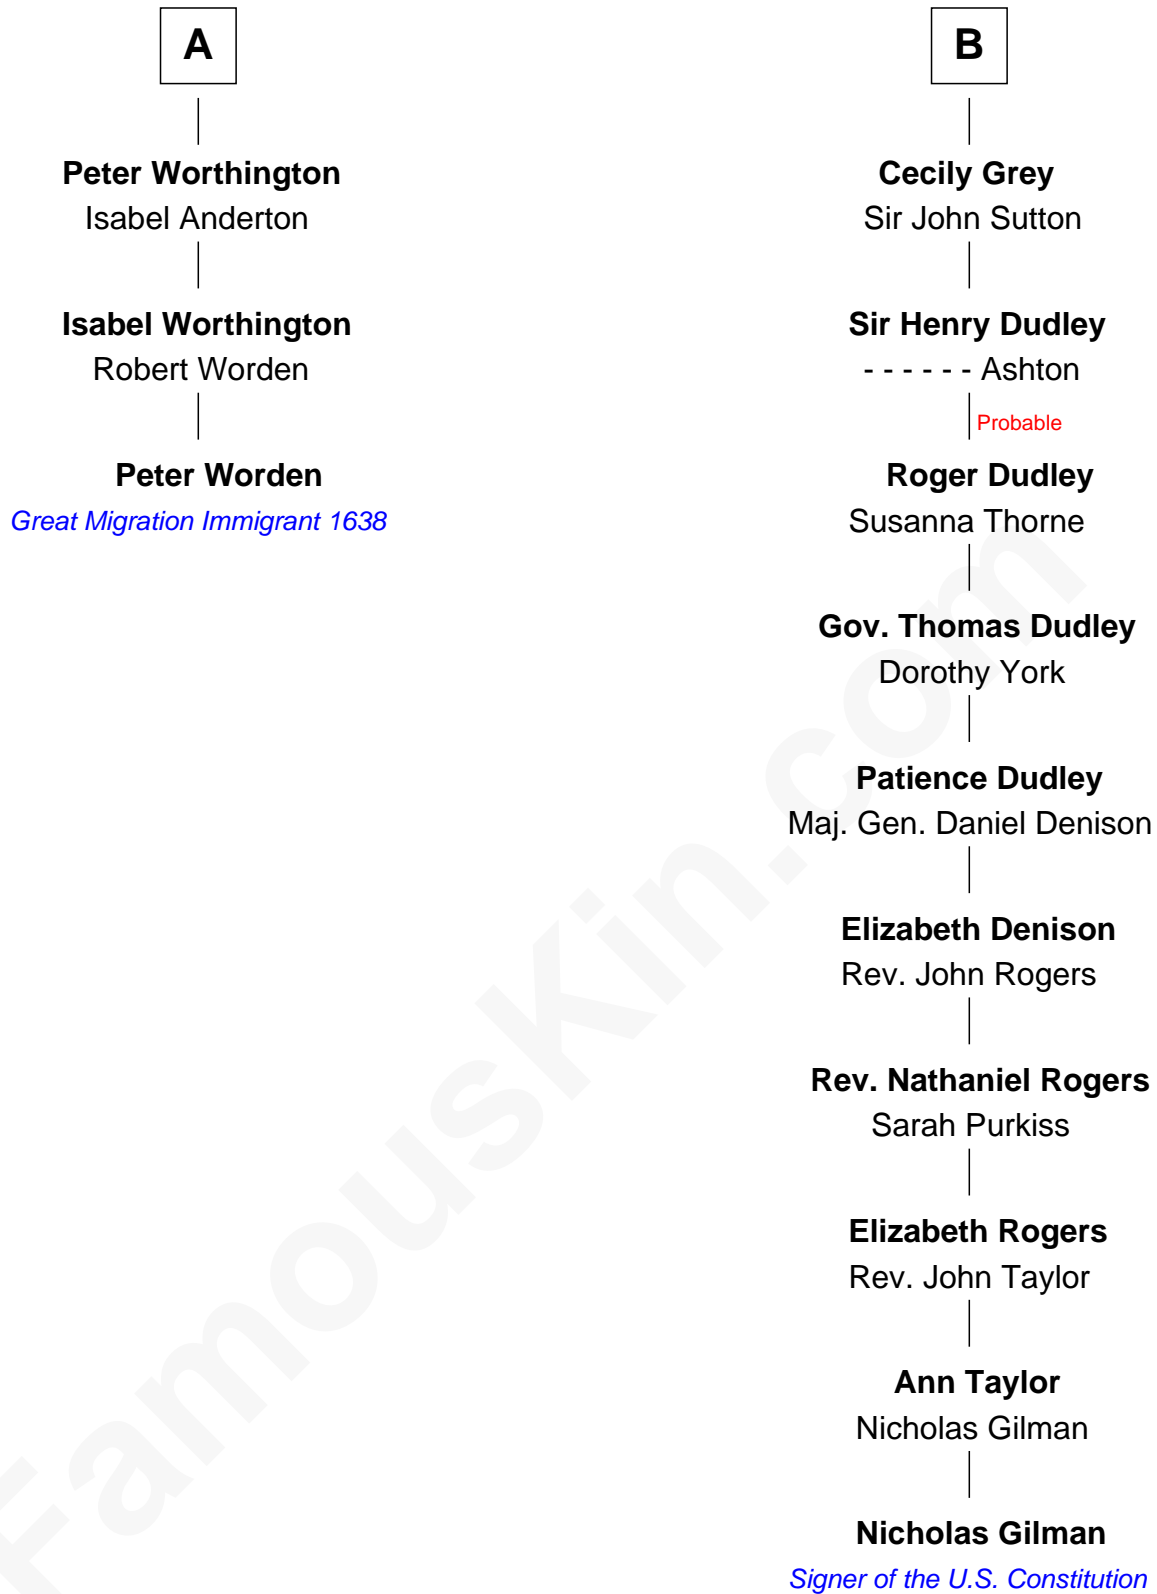 A
Peter Worthington
Isabel Anderton
Isabel Worthington
Robert Worden
Peter Worden
Great Migration Immigrant 1638
B
Cecily Grey
Sir John Sutton
Sir Henry Dudley
- - - - - - Ashton
Probable
Roger Dudley
Susanna Thorne
Gov. Thomas Dudley
Dorothy York
Patience Dudley
Maj. Gen. Daniel Denison
Elizabeth Denison
Rev. John Rogers
Rev. Nathaniel Rogers
Sarah Purkiss
Elizabeth Rogers
Rev. John Taylor
Ann Taylor
Nicholas Gilman
Nicholas Gilman
Signer of the U.S. Constitution
FamousKin.com